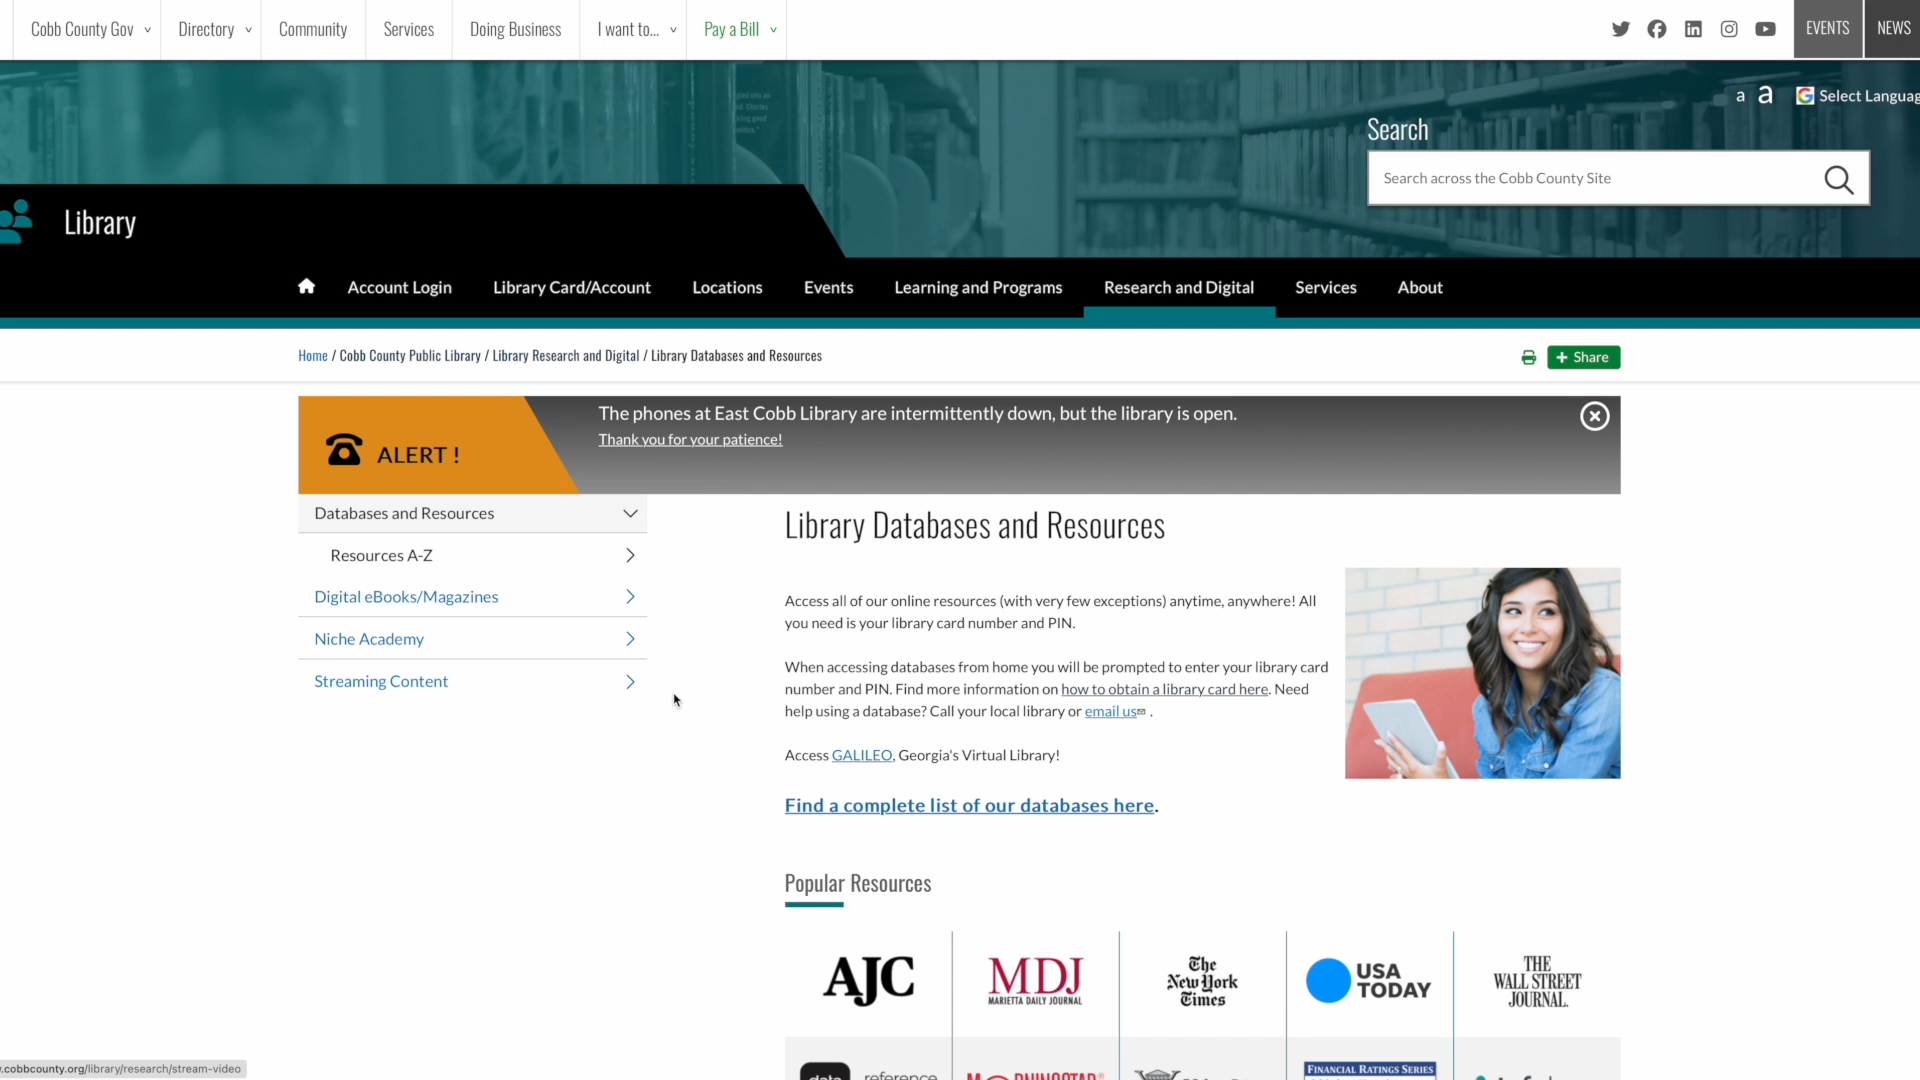 Cobb County Gov
Directory
Community
Services
Doing Business
I want to...
Pay a Bill
EVENTS
NEWS
a a
Select Languag
Search
Search across the Cobb County Site
Library
Account Login
Library Card/Account
Locations
Events
Learning and Programs
Research and Digital
Services
About
Home / Cobb County Public Library / Library Research and Digital / Library Databases and Resources
+ Share
ALERT !
The phones at East Cobb Library are intermittently down, but the library is open.
Thank you for your patience!
Databases and Resources
Resources A-Z
Digital eBooks/Magazines
Niche Academy
Streaming Content
Library Databases and Resources
Access all of our online resources (with very few exceptions) anytime, anywhere! All
you need is your library card number and PIN.
When accessing databases from home you will be prompted to enter your library card
number and PIN. Find more information on how to obtain a library card here. Need
help using a database? Call your local library or email us .
Access GALILEO, Georgia's Virtual Library!
Find a complete list of our databases here.
Popular Resources
AJC
MDJ
MARIETTA DAILY JOURNAL
The
New York
Times
USA
TODAY
THE
WALL STREET
JOURNAL.
data
reference
MORNINGSTAR®
FINANCIAL RATINGS SERIES
.cobbcounty.org/library/research/stream-video